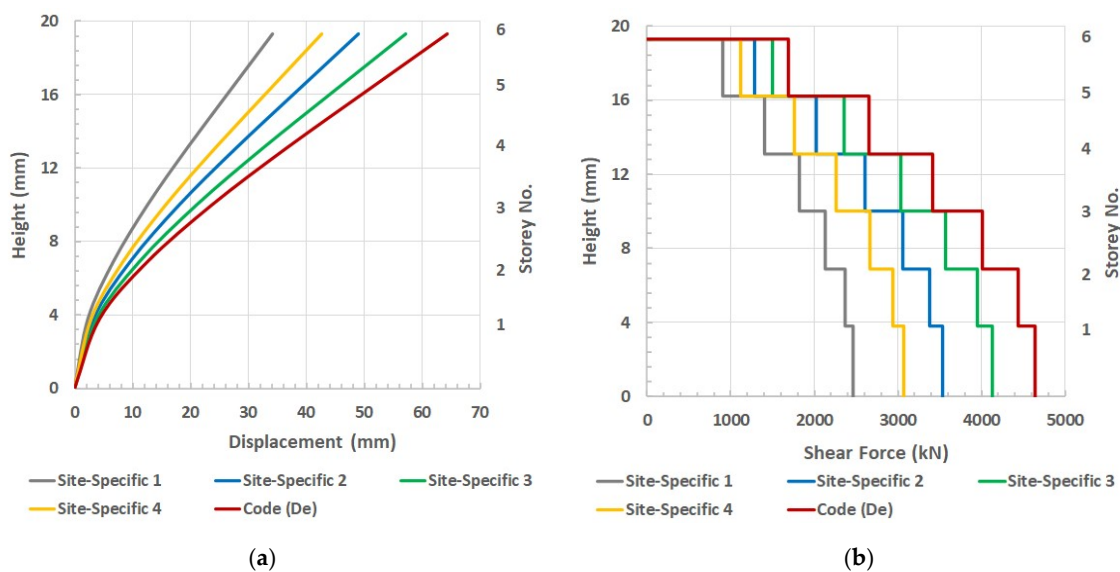 20
16
12
8
4
0
Height (mm)
0 10 20 30 40 50 60 70
Displacement (mm)
6
5
4
3
2
1
Storey No.
Site-Specific 1 Site-Specific 2 Site-Specific 3
Site-Specific 4 Code (De)
(a)
20
16
12
8
4
0
Height (mm)
0 1000 2000 3000 4000 5000
Shear Force (kN)
6
5
4
3
2
1
Storey No.
Site-Specific 1 Site-Specific 2 Site-Specific 3
Site-Specific 4 Code (De)
(b)